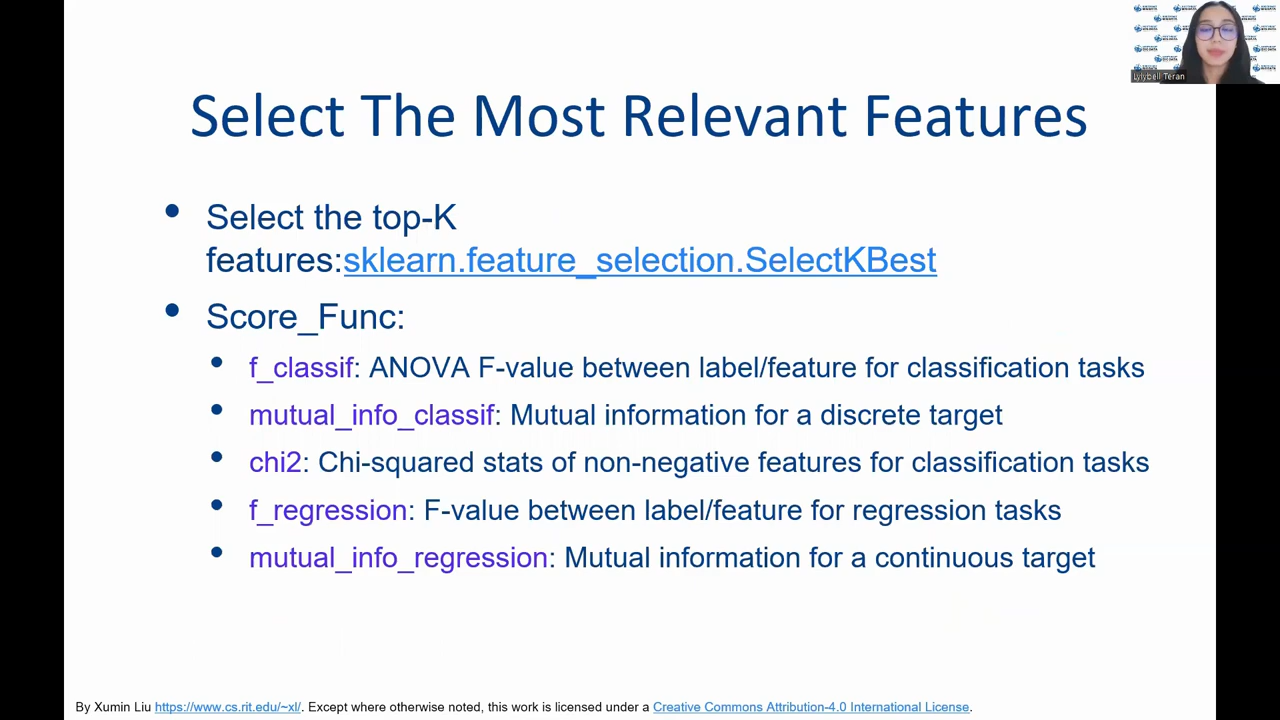 Lylybell Teran
Select The Most Relevant Features
• Select the top-K
features:sklearn.feature_selection.SelectKBest
• Score_Func:
• f_classif: ANOVA F-value between label/feature for classification tasks
• mutual_info_classif: Mutual information for a discrete target
• chi2: Chi-squared stats of non-negative features for classification tasks
• f_regression: F-value between label/feature for regression tasks
• mutual_info_regression: Mutual information for a continuous target
By Xumin Liu https://www.cs.rit.edu/~xl/. Except where otherwise noted, this work is licensed under a Creative Commons Attribution-4.0 International License.